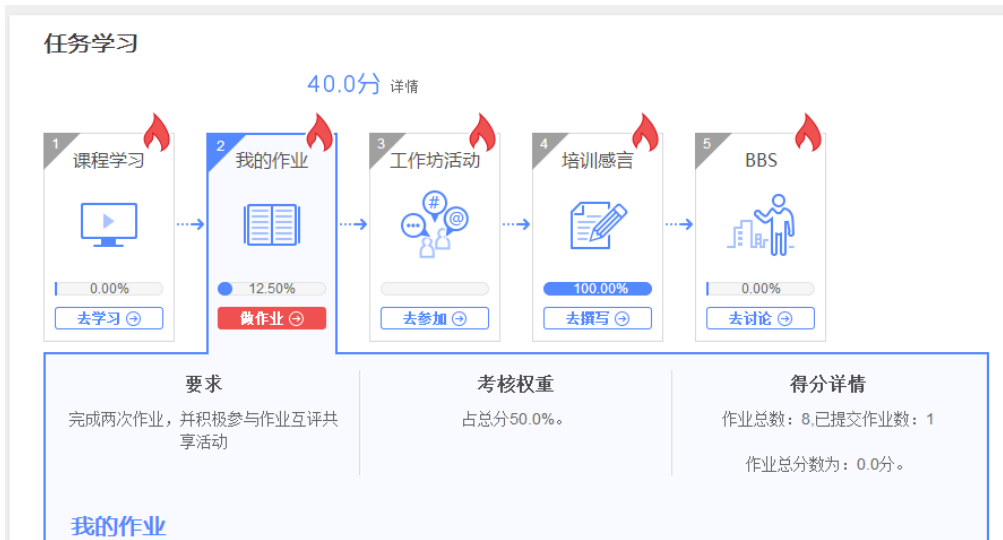 任务学习
40.0分 详情
1 课程学习
2 我的作业
3 工作坊活动
4 培训感言
5 BBS
#
@
0.00%
12.50%
100.00%
0.00%
去学习
做作业
去参加
去撰写
去讨论
要求
完成两次作业，并积极参与作业互评共
享活动
考核权重
占总分50.0%。
得分详情
作业总数：8,已提交作业数：1
作业总分数为：0.0分。
我的作业